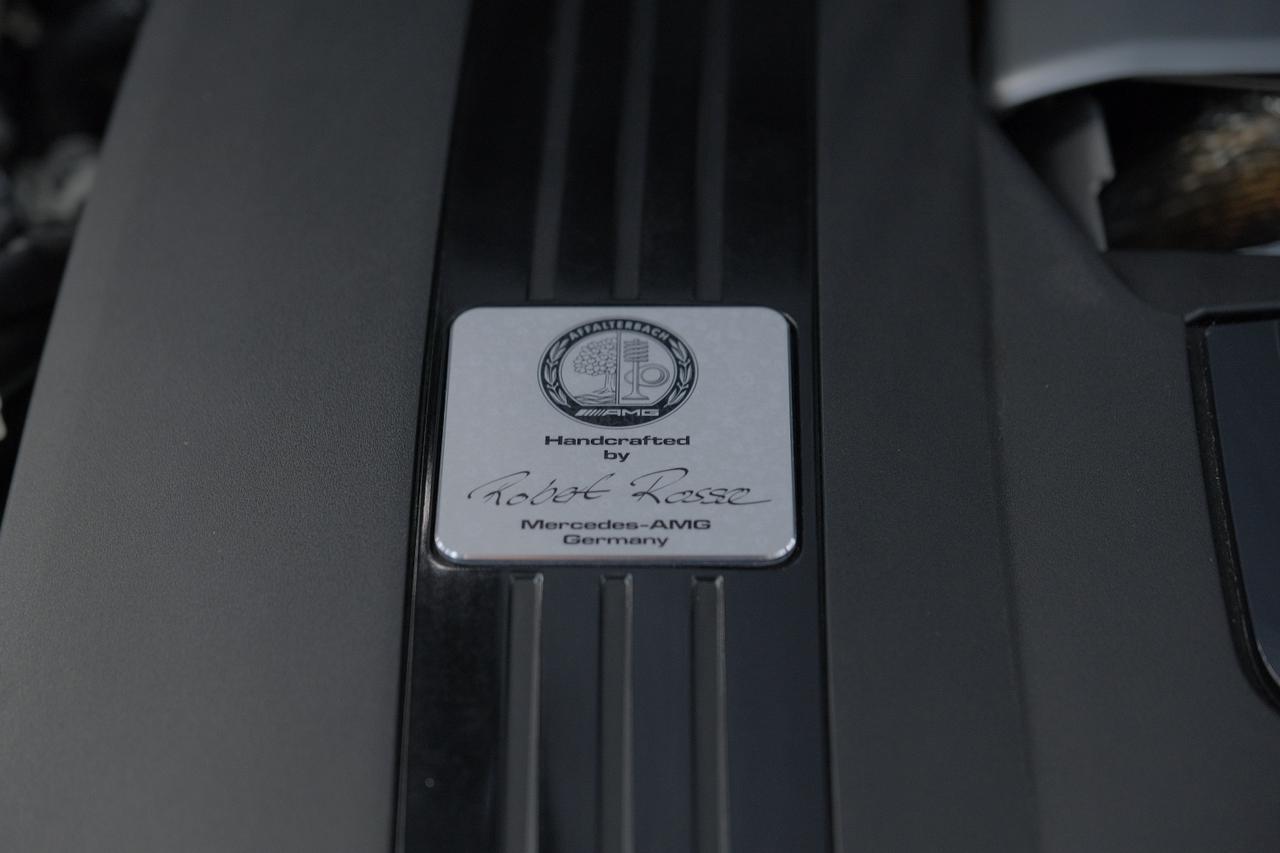 AFFALTERBACH
AMG
Handcrafted
by
Robert Rosse
Mercedes-AMG
Germany